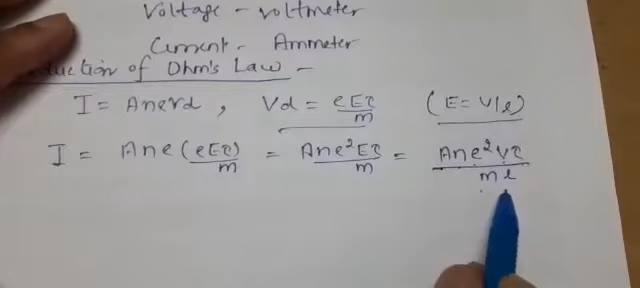 Voltage - voltmeter
Current - Ammeter
duction of Ohm's Law -
I = AneVd , Vd = eEτ/m (E = V/l)
I = Ane(eEτ)/m = Ane²Eτ/m = Ane²Vτ/ml